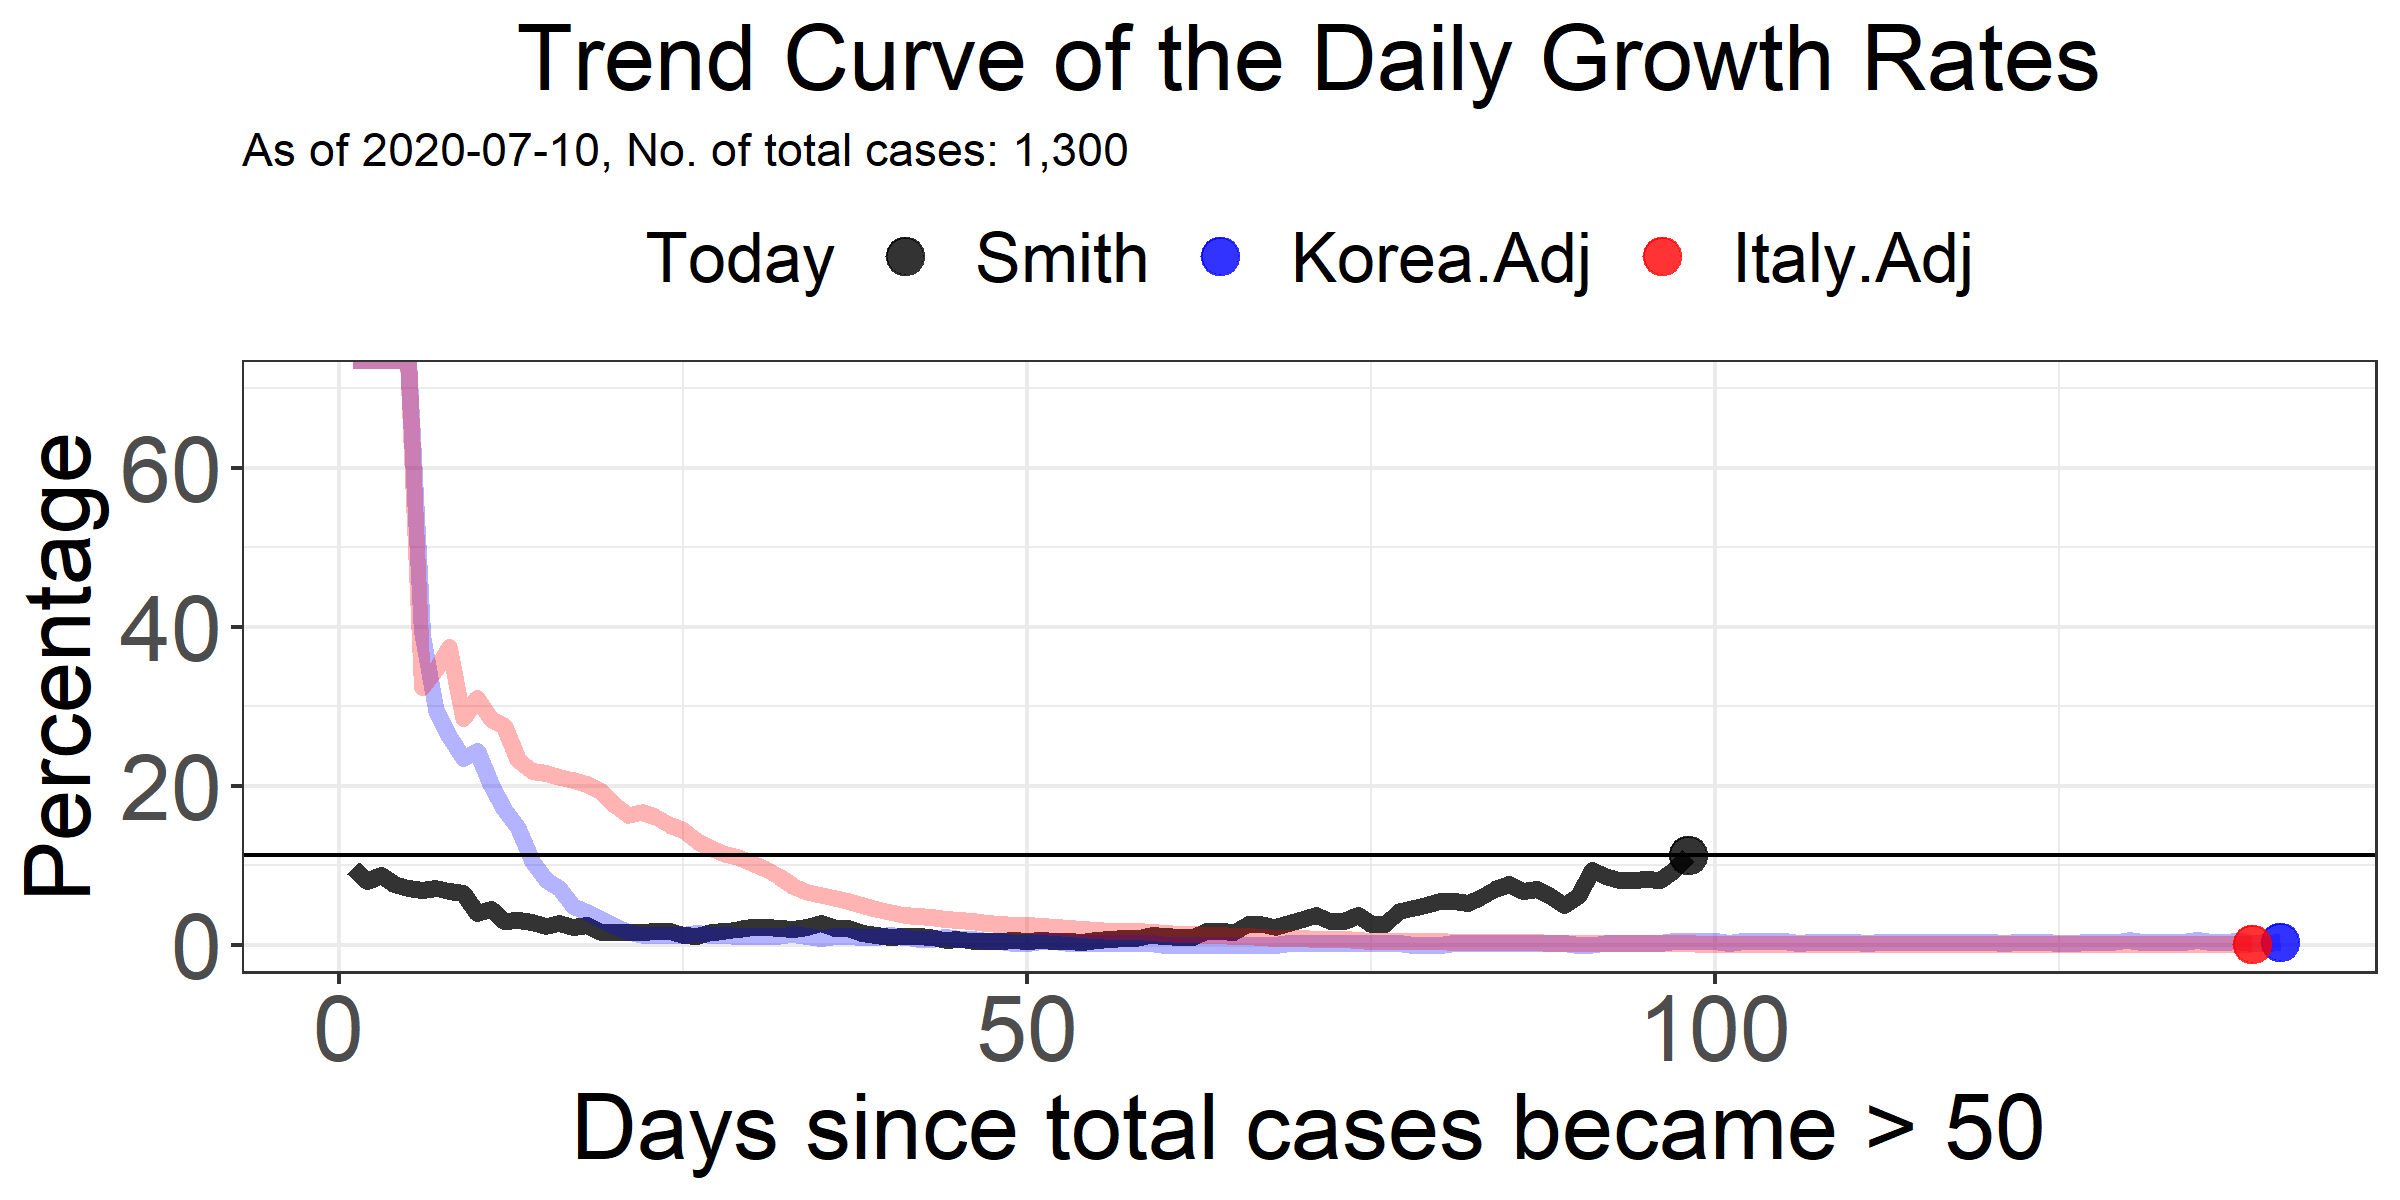 Trend Curve of the Daily Growth Rates
As of 2020-07-10, No. of total cases: 1,300
Today Smith Korea.Adj Italy.Adj
Percentage
60
40
20
0
0 50 100
Days since total cases became > 50